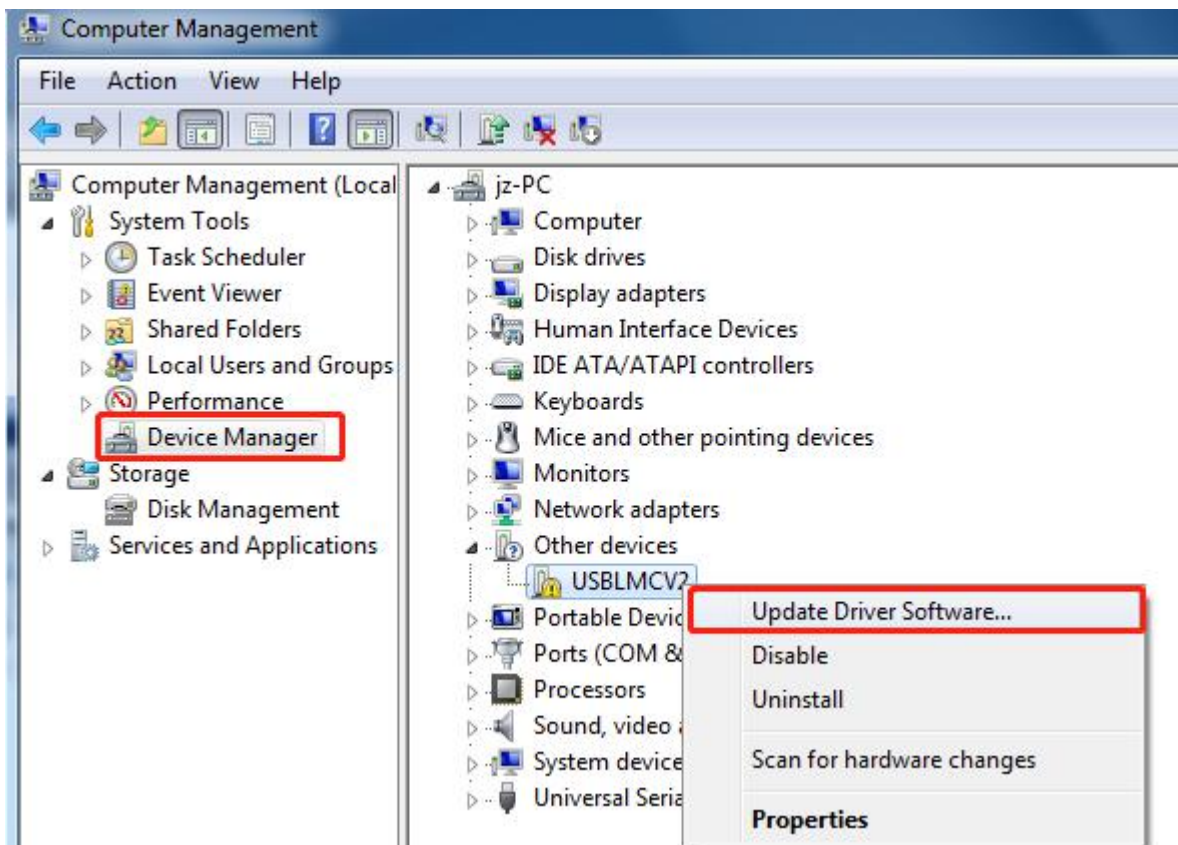 Computer Management
File Action View Help
Computer Management (Local
System Tools
Task Scheduler
Event Viewer
Shared Folders
Local Users and Groups
Performance
Device Manager
Storage
Disk Management
Services and Applications
jz-PC
Computer
Disk drives
Display adapters
Human Interface Devices
IDE ATA/ATAPI controllers
Keyboards
Mice and other pointing devices
Monitors
Network adapters
Other devices
USBLMCV2
Portable Devic
Ports (COM &
Processors
Sound, video
System device
Universal Seria
Update Driver Software...
Disable
Uninstall
Scan for hardware changes
Properties